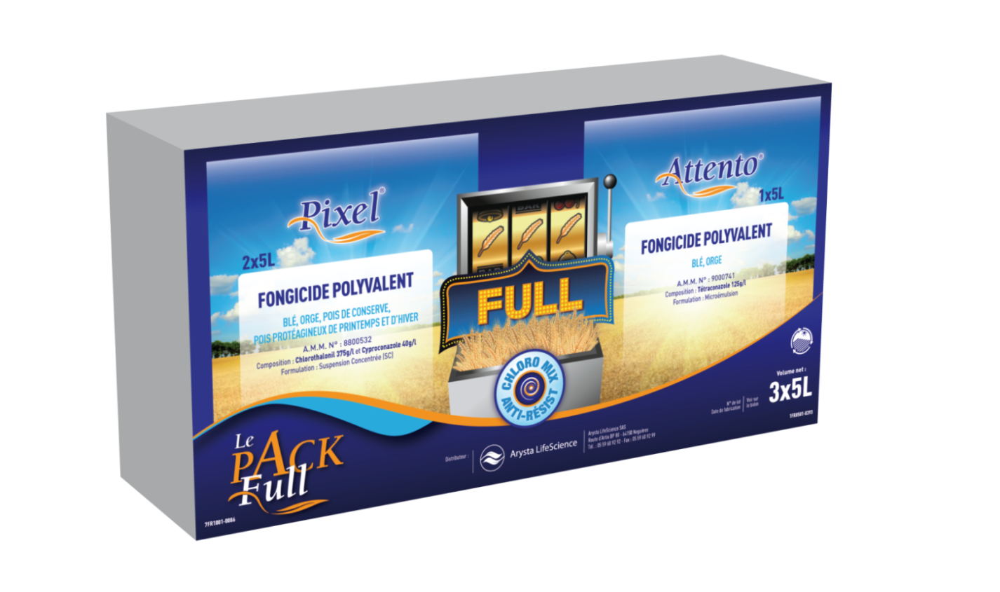 Pixel®
2x5L
FONGICIDE POLYVALENT
BLÉ, ORGE, POIS DE CONSERVE,
POIS PROTÉAGINEUX DE PRINTEMPS ET D'HIVER
A.M.M. N° : 8800532
Composition : Chlorothalonil 375g/l et Cyproconazole 40g/l
Formulation : Suspension Concentrée (SC)
BAR
BAR
FULL
CHLORO MIX
ANTI-RÉSIST
Attento®
1x5L
FONGICIDE POLYVALENT
BLÉ, ORGE
A.M.M. N° : 9000741
Composition : Tétraconazole 125g/l
Formulation : Microémulsion
Volume net :
3x5L
N° de lot
Date de fabrication
Voir sur
le bidon
1FR0501-0393
Le
PACK
Full
7FR1001-0086
Distributeur :
Arysta LifeScience
Arysta LifeScience SAS
Route d'Artix BP 80 - 64150 Noguères
Tél. : 05 59 60 92 92 - Fax : 05 59 60 92 99